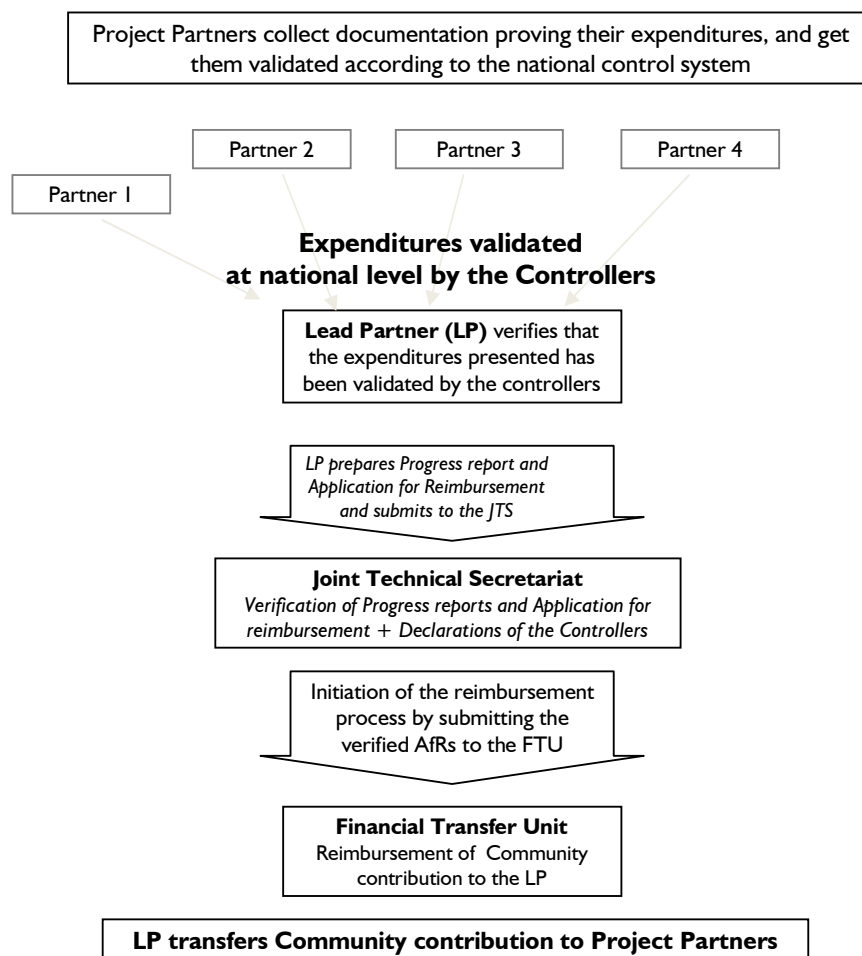 Project Partners collect documentation proving their expenditures, and get
them validated according to the national control system
Partner 1
Partner 2
Partner 3
Partner 4
Expenditures validated
at national level by the Controllers
Lead Partner (LP) verifies that
the expenditures presented has
been validated by the controllers
LP prepares Progress report and
Application for Reimbursement
and submits to the JTS
Joint Technical Secretariat
Verification of Progress reports and Application for
reimbursement + Declarations of the Controllers
Initiation of the reimbursement
process by submitting the
verified AfRs to the FTU
Financial Transfer Unit
Reimbursement of Community
contribution to the LP
LP transfers Community contribution to Project Partners